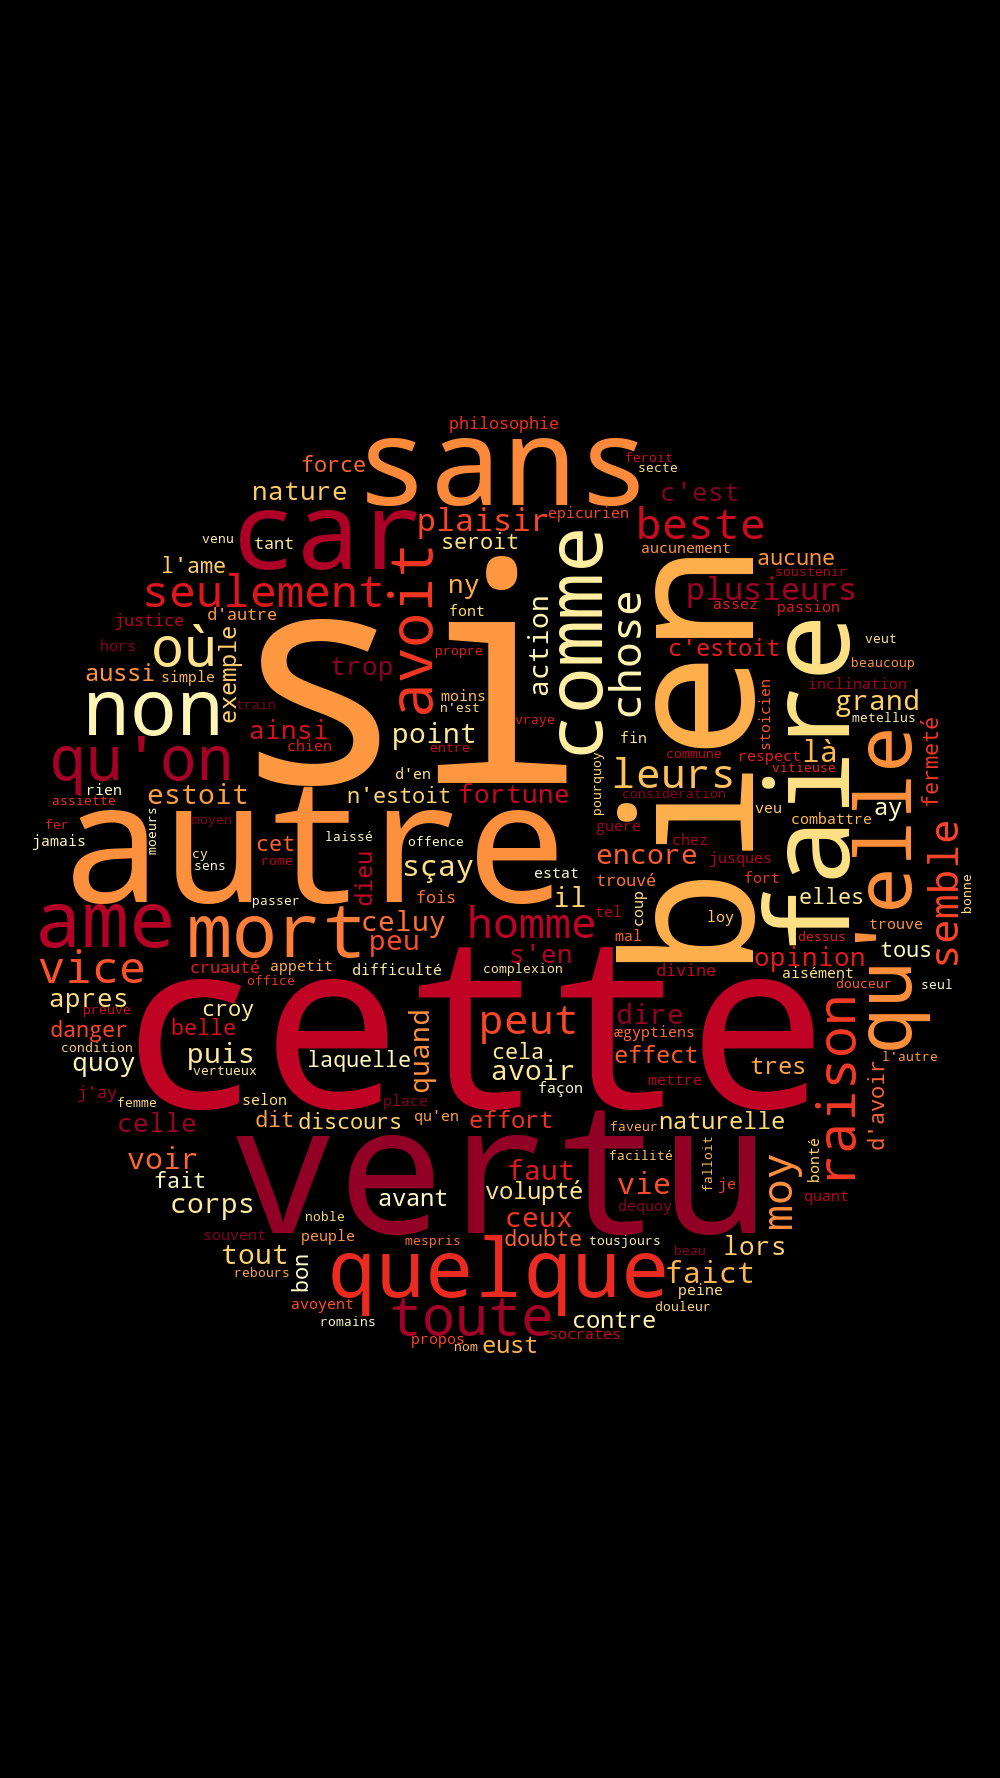 philosophie
sans
feroit
secte
force
nature
c'est
car
plaisir
epicurien
beste
venu
tant
seroit
aucunement
l'ame
aucune
seulement
avoit
ny
comme
bien
plusieurs
soustenir
justice
d'autre
si
font
action
chose
assez
passion
hors
où
exemple
trop
propre
c'estoit
faire
veut
aussi
simple
beaucoup
non
train
moins
n'est
vraye
stoicien
inclination
grand
metellus
qu'on
ainsi
chien
point
entre
fin
commune
respect
là
vitieuse
qu'elle
fermeté
rien
assiette
estoit
d'en
n'estoit
fortune
pourquoy
leurs
consideration
veu
ay
combattre
fer
jamais
moeurs
autre
moyen
cet
laissé
offence
guere
chez
semble
cy
sens
rome
dieu
sçay
estat
encore
jusques
passer
fois
il
trouvé
fort
elles
bonne
ame
mort
celuy
peu
homme
tel
coup
loy
trouve
mal
dessus
tous
vice
cruauté
office
appetit
difficulté
s'en
complexion
divine
opinion
aisément
douceur
seul
apres
preuve
croy
cette
danger
belle
quand
peut
dire
ægyptiens
raison
condition
quoy
puis
vertueux
laquelle
cela
avoir
façon
effect
tres
l'autre
mettre
d'avoir
j'ay
femme
selon
place
celle
dit
discours
qu'en
effort
faveur
naturelle
vertu
voir
facilité
falloit
bonté
fait
faut
vie
je
moy
quant
corps
avant
volupté
dequoy
noble
ceux
souvent
peuple
mespris
doubte
tousjours
beau
lors
tout
rebours
bon
quelque
faict
peine
avoyent
romains
toute
contre
douleur
propos
nom
eust
socrates